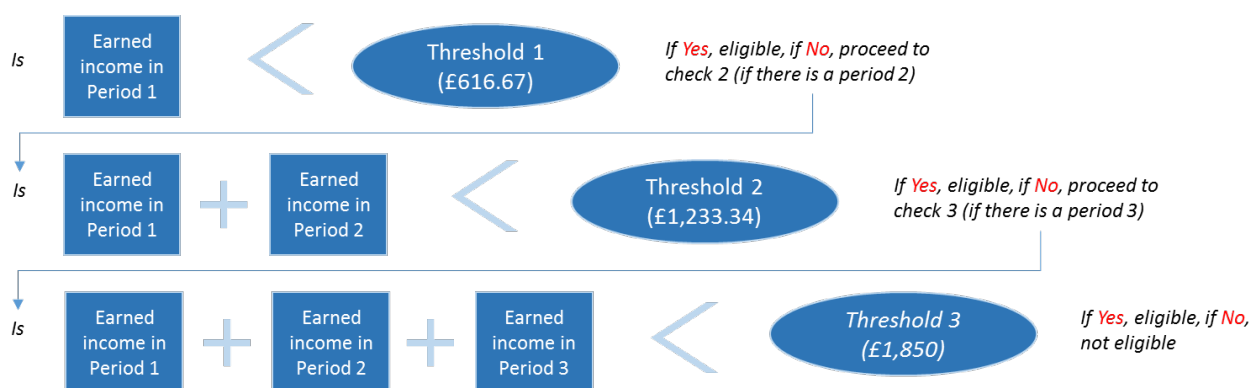 Is
Earned
income in
Period 1
Threshold 1
(£616.67)
If Yes, eligible, if No, proceed to
check 2 (if there is a period 2)
Is
Earned
income in
Period 1
Earned
income in
Period 2
Threshold 2
(£1,233.34)
If Yes, eligible, if No, proceed to
check 3 (if there is a period 3)
Is
Earned
income in
Period 1
Earned
income in
Period 2
Earned
income in
Period 3
Threshold 3
(£1,850)
If Yes, eligible, if No,
not eligible